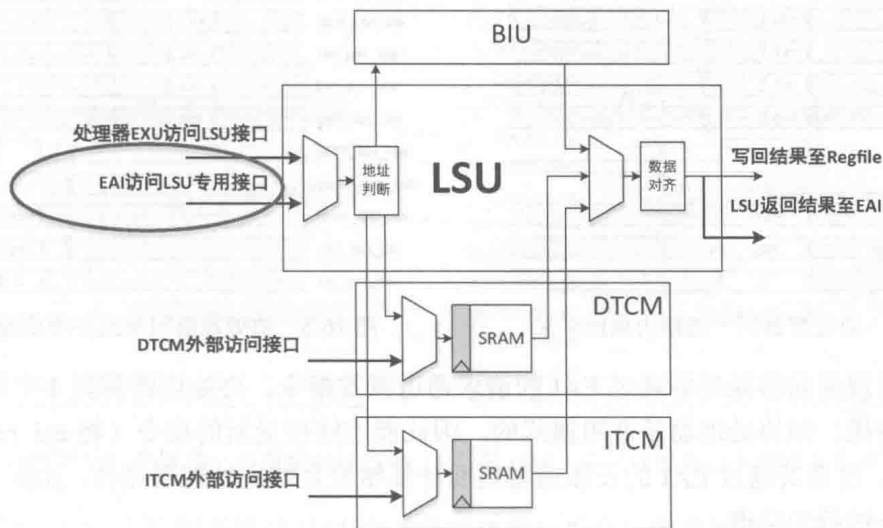 BIU
处理器EXU访问LSU接口
EAI访问LSU专用接口
地址
判断
LSU
数据
对齐
写回结果至Regfile
LSU返回结果至EAI
DTCM
SRAM
DTCM外部访问接口
ITCM
SRAM
ITCM外部访问接口